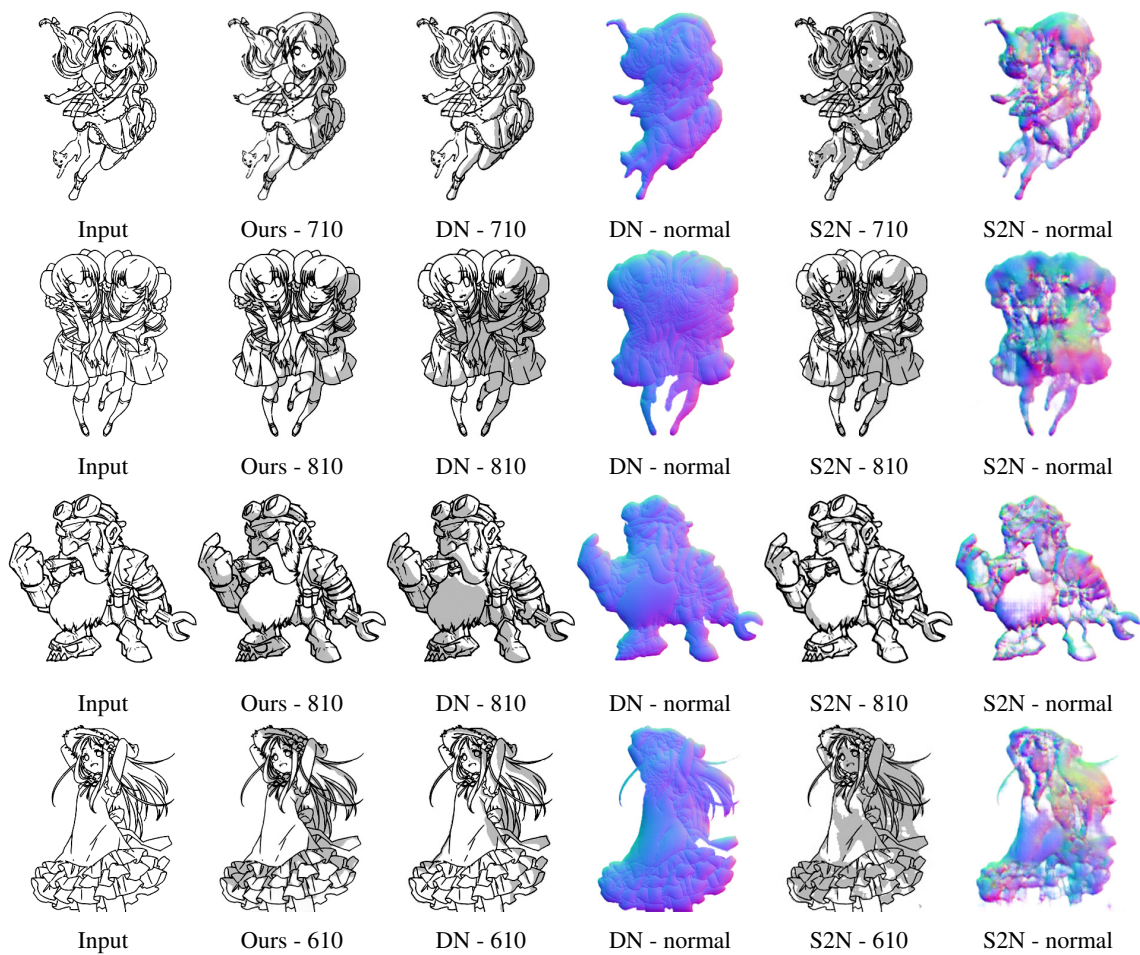 Input Ours - 710 DN - 710 DN - normal S2N - 710 S2N - normal
Input Ours - 810 DN - 810 DN - normal S2N - 810 S2N - normal
Input Ours - 810 DN - 810 DN - normal S2N - 810 S2N - normal
Input Ours - 610 DN - 610 DN - normal S2N - 610 S2N - normal